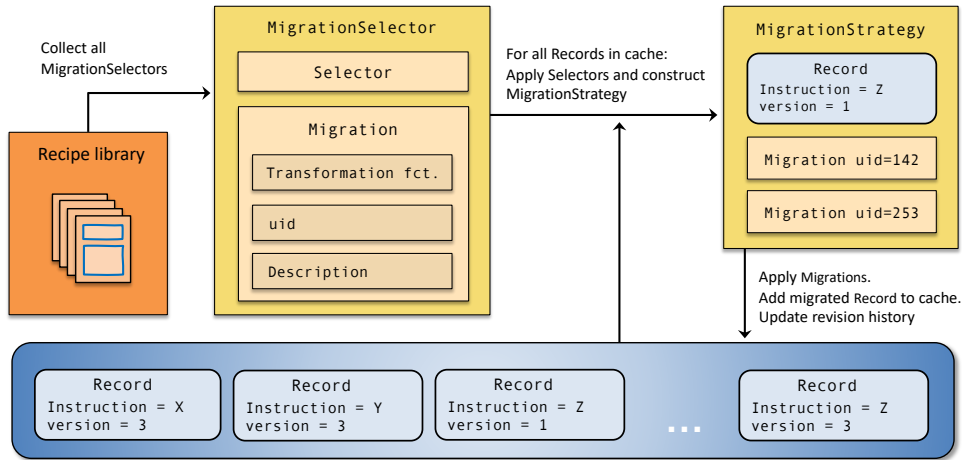 Collect all
MigrationSelectors
Recipe library
MigrationSelector
Selector
Migration
Transformation fct.
uid
Description
For all Records in cache:
Apply Selectors and construct
MigrationStrategy
MigrationStrategy
Record
Instruction = Z
version = 1
Migration uid=142
Migration uid=253
Apply Migrations.
Add migrated Record to cache.
Update revision history
Record
Instruction = X
version = 3
Record
Instruction = Y
version = 3
Record
Instruction = Z
version = 1
...
Record
Instruction = Z
version = 3